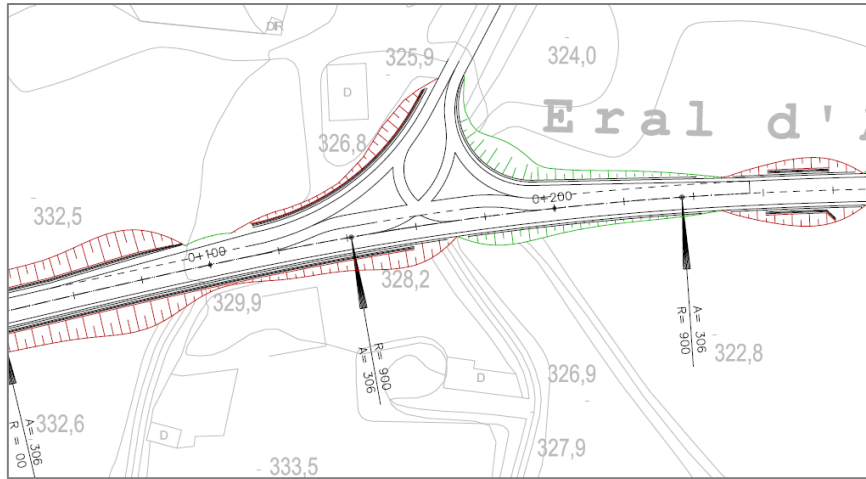 DIR
325,9
324,0
D
Eral d'
326,8
332,5
0+200
0+100
328,2
329,9
R= 900
A= 306
A= 306
R= 900
322,8
326,9
D
332,6
A= 306
R = 00
D
327,9
333,5